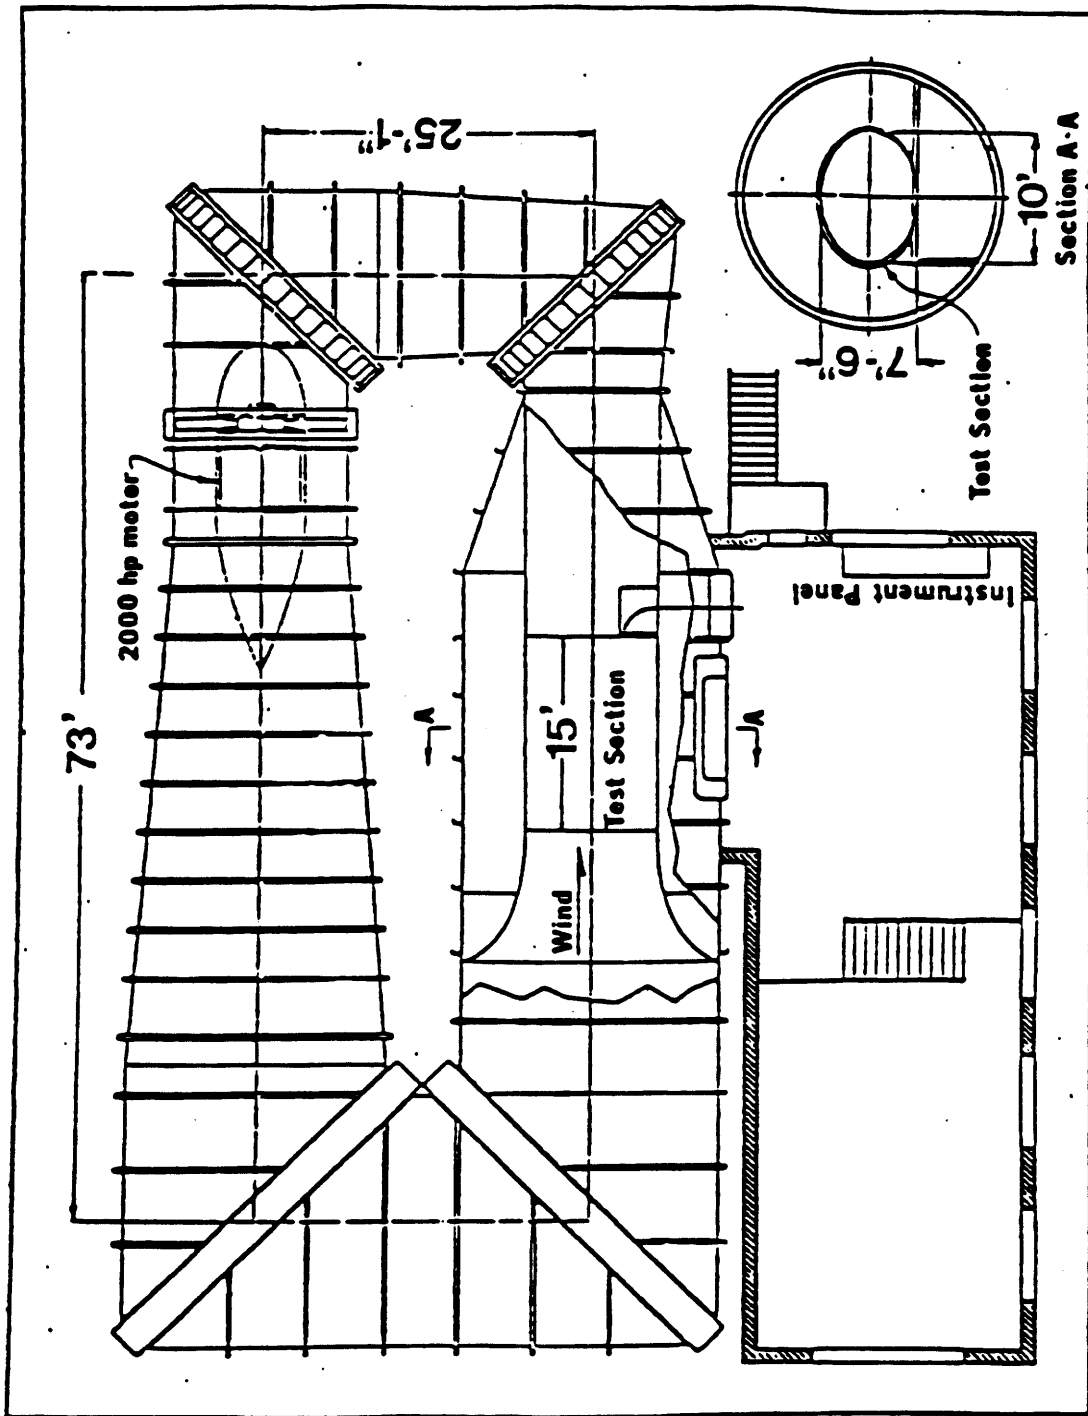 73'
25'-1"
2000 hp motor
15'
Test Section
Wind
A
A
Instrument Panel
7'-6"
10'
Test Section
Section A-A